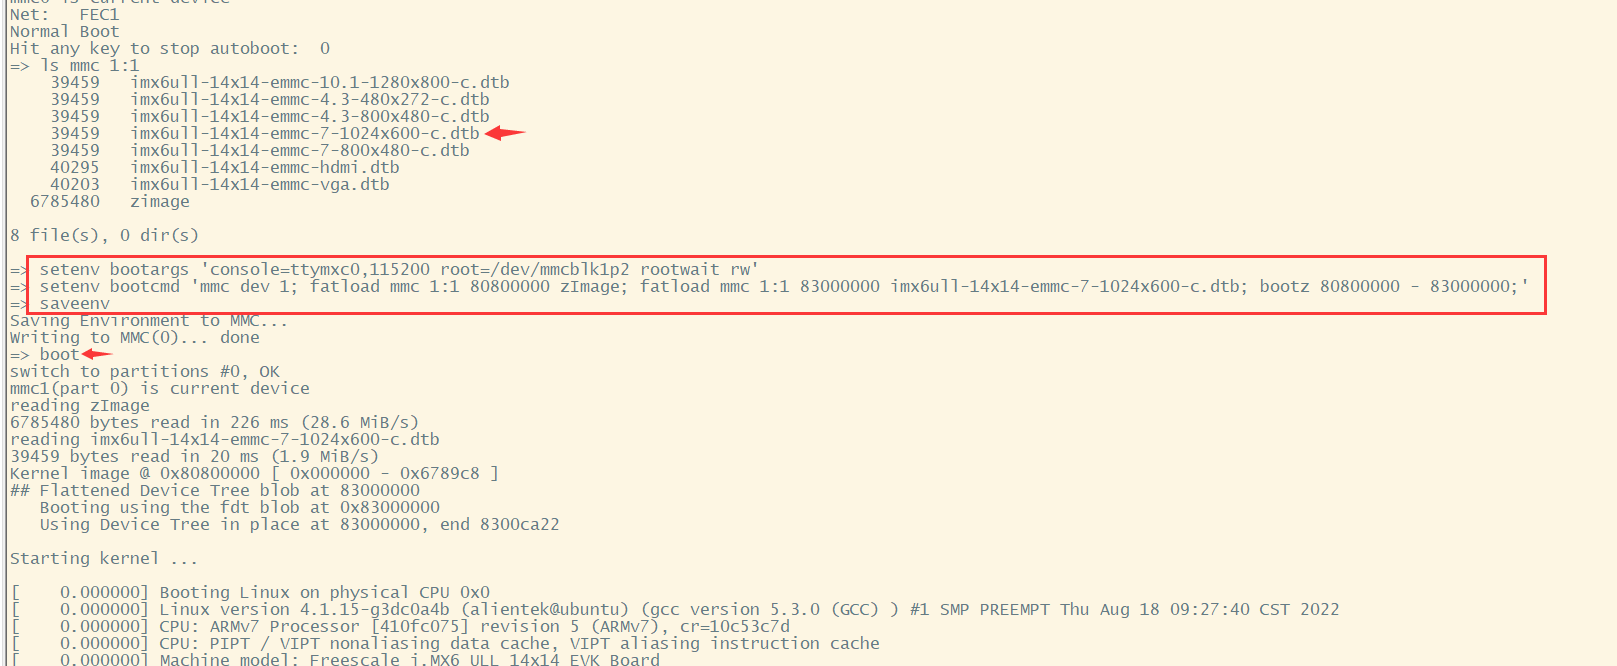 mmc0 is current device
Net:   FEC1
Normal Boot
Hit any key to stop autoboot:  0
=> ls mmc 1:1
    39459   imx6ull-14x14-emmc-10.1-1280x800-c.dtb
    39459   imx6ull-14x14-emmc-4.3-480x272-c.dtb
    39459   imx6ull-14x14-emmc-4.3-800x480-c.dtb
    39459   imx6ull-14x14-emmc-7-1024x600-c.dtb
    39459   imx6ull-14x14-emmc-7-800x480-c.dtb
    40295   imx6ull-14x14-emmc-hdmi.dtb
    40203   imx6ull-14x14-emmc-vga.dtb
  6785480   zimage
8 file(s), 0 dir(s)
=> setenv bootargs 'console=ttymxc0,115200 root=/dev/mmcblk1p2 rootwait rw'
=> setenv bootcmd 'mmc dev 1; fatload mmc 1:1 80800000 zImage; fatload mmc 1:1 83000000 imx6ull-14x14-emmc-7-1024x600-c.dtb; bootz 80800000 - 83000000;'
=> saveenv
Saving Environment to MMC...
Writing to MMC(0)... done
=> boot
switch to partitions #0, OK
mmc1(part 0) is current device
reading zImage
6785480 bytes read in 226 ms (28.6 MiB/s)
reading imx6ull-14x14-emmc-7-1024x600-c.dtb
39459 bytes read in 20 ms (1.9 MiB/s)
Kernel image @ 0x80800000 [ 0x000000 - 0x6789c8 ]
## Flattened Device Tree blob at 83000000
   Booting using the fdt blob at 0x83000000
   Using Device Tree in place at 83000000, end 8300ca22
Starting kernel ...
[    0.000000] Booting Linux on physical CPU 0x0
[    0.000000] Linux version 4.1.15-g3dc0a4b (alientek@ubuntu) (gcc version 5.3.0 (GCC) ) #1 SMP PREEMPT Thu Aug 18 09:27:40 CST 2022
[    0.000000] CPU: ARMv7 Processor [410fc075] revision 5 (ARMv7), cr=10c53c7d
[    0.000000] CPU: PIPT / VIPT nonaliasing data cache, VIPT aliasing instruction cache
[    0.000000] Machine model: Freescale i.MX6 ULL 14x14 EVK Board